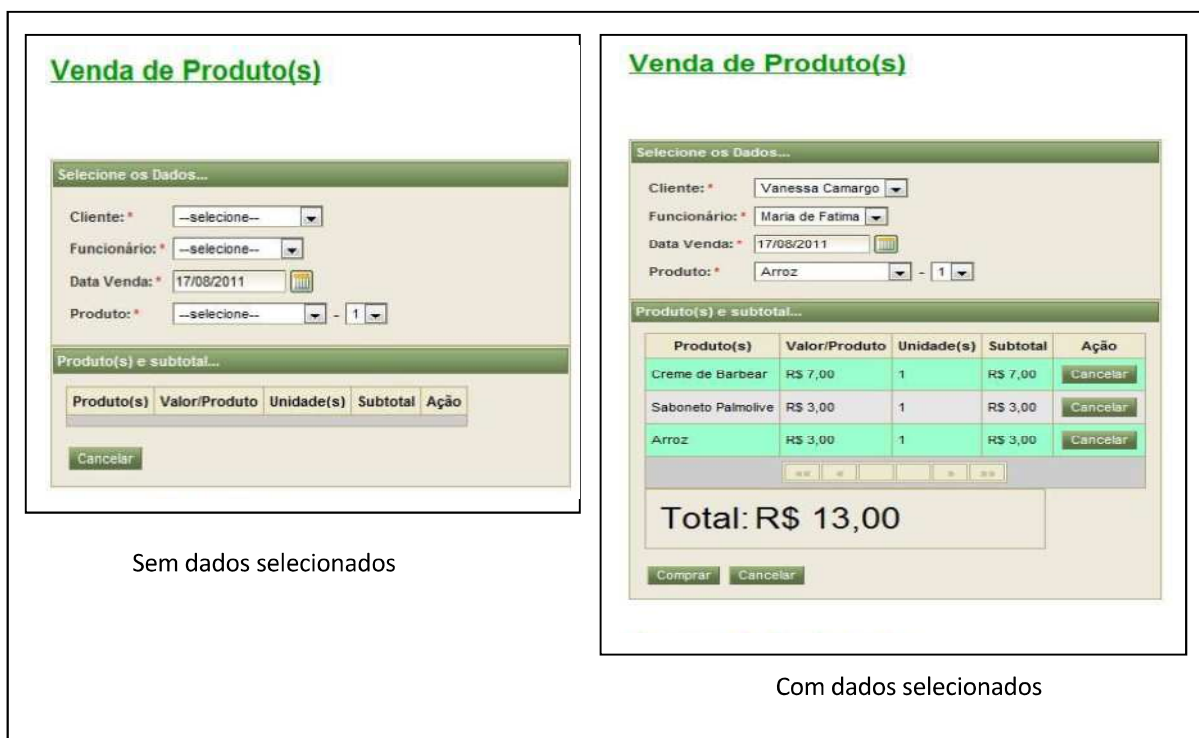 Venda de Produto(s)
Selecione os Dados...
Cliente: * --selecione--
Funcionário: * --selecione--
Data Venda: * 17/08/2011
Produto: * --selecione-- - 1
Produto(s) e subtotal...
Produto(s) Valor/Produto Unidade(s) Subtotal Ação
Cancelar
Sem dados selecionados
Venda de Produto(s)
Selecione os Dados...
Cliente: * Vanessa Camargo
Funcionário: * Maria de Fatima
Data Venda: * 17/08/2011
Produto: * Arroz - 1
Produto(s) e subtotal...
Produto(s) Valor/Produto Unidade(s) Subtotal Ação
Creme de Barbear R$ 7,00 1 R$ 7,00 Cancelar
Saboneto Palmolive R$ 3,00 1 R$ 3,00 Cancelar
Arroz R$ 3,00 1 R$ 3,00 Cancelar
«« « » »»
Total: R$ 13,00
Comprar Cancelar
Com dados selecionados